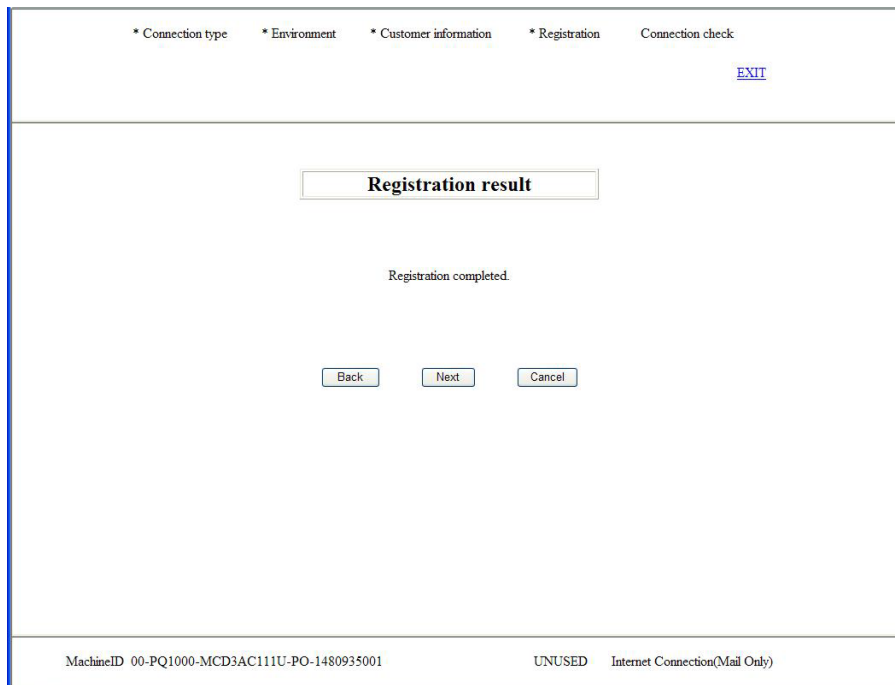 * Connection type * Environment * Customer information * Registration Connection check
EXIT
Registration result
Registration completed.
Back Next Cancel
MachineID 00-PQ1000-MCD3AC111U-PO-1480935001 UNUSED Internet Connection(Mail Only)